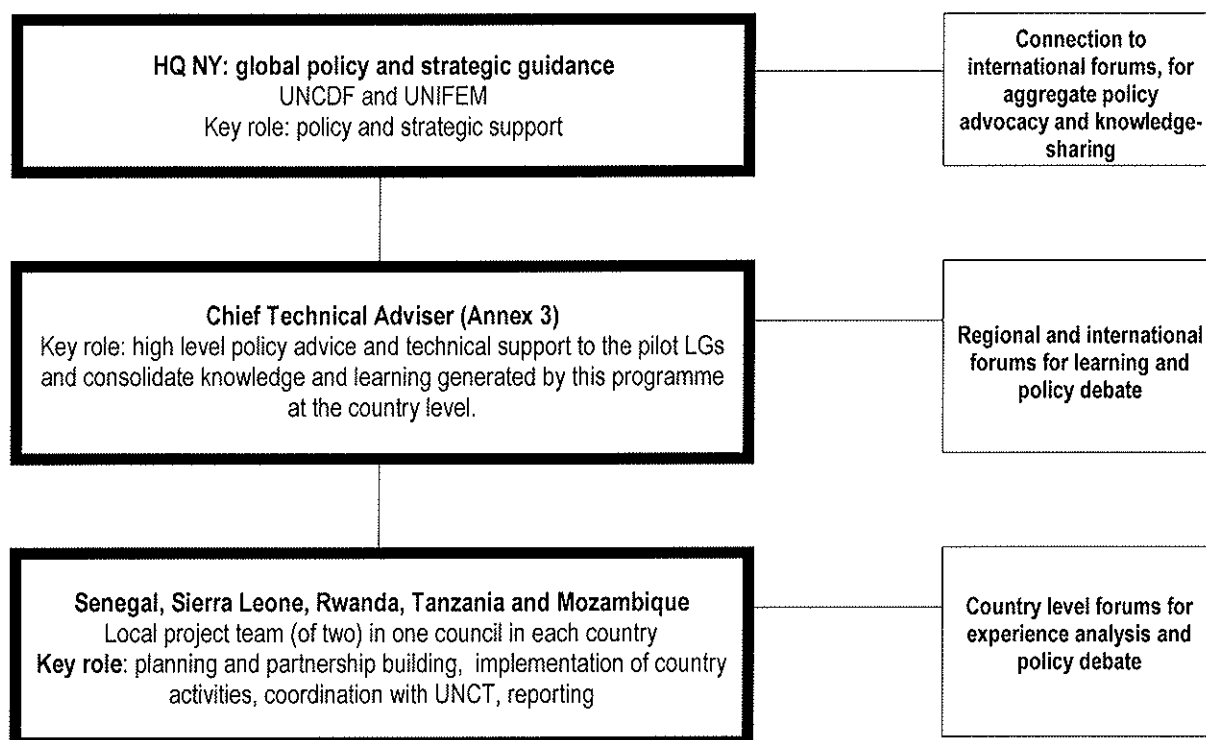 HQ NY: global policy and strategic guidance
UNCDF and UNIFEM
Key role: policy and strategic support
Connection to
international forums, for
aggregate policy
advocacy and knowledge-
sharing
Chief Technical Adviser (Annex 3)
Key role: high level policy advice and technical support to the pilot LGs
and consolidate knowledge and learning generated by this programme
at the country level.
Regional and international
forums for learning and
policy debate
Senegal, Sierra Leone, Rwanda, Tanzania and Mozambique
Local project team (of two) in one council in each country
Key role: planning and partnership building, implementation of country
activities, coordination with UNCT, reporting
Country level forums for
experience analysis and
policy debate